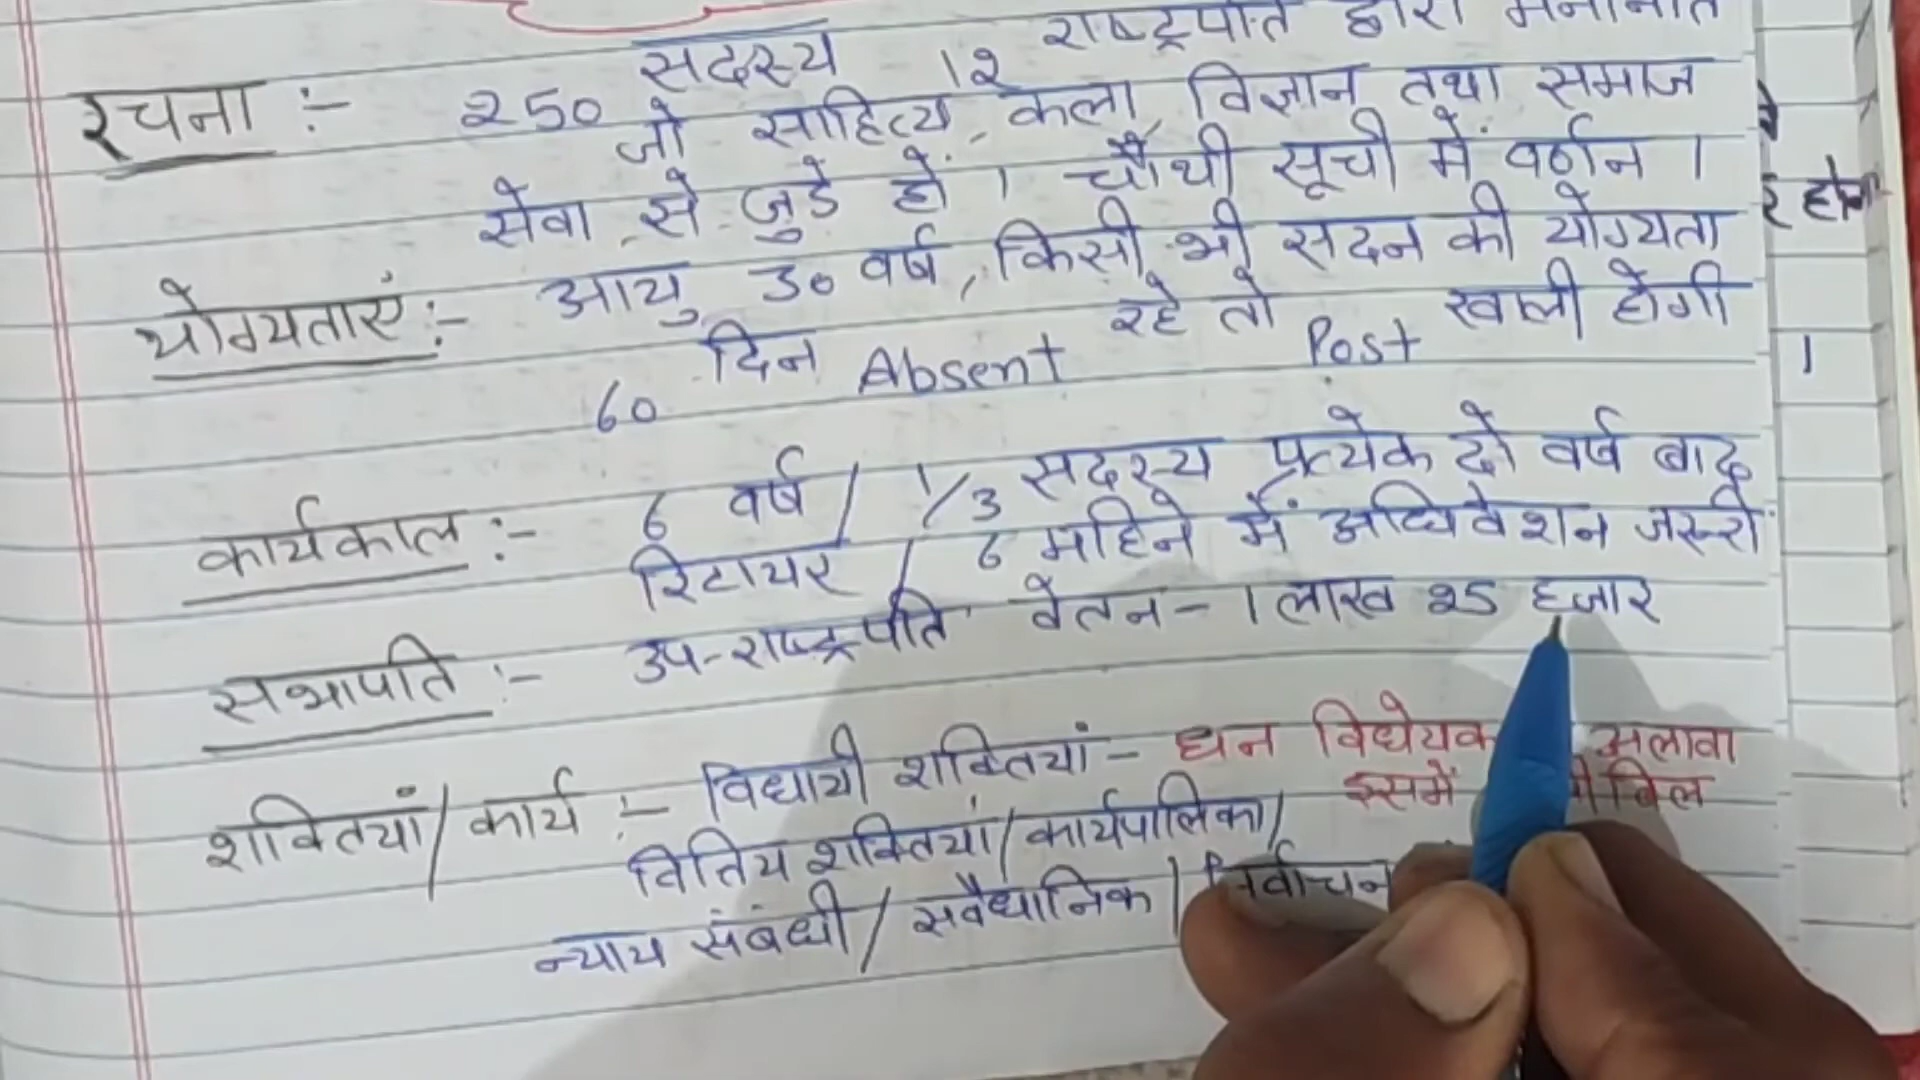 रचना :- 250 सदस्य 12 राष्ट्रपति द्वारा मनोनीत
जो साहित्य, कला, विज्ञान तथा समाज
सेवा से जुड़े हों। चौथी सूची में वर्णन।
योग्यताएं :- आयु 30 वर्ष, किसी भी सदन की योग्यता
60 दिन Absent रहे तो Post खाली होगी
कार्यकाल :- 6 वर्ष / 1/3 सदस्य प्रत्येक दो वर्ष बाद
रिटायर / 6 महिने में अधिवेशन जरूरी
सभापति :- उप-राष्ट्रपति वेतन - 1 लाख 25 हजार
शक्तियां/कार्य :- विधायी शक्तियां - धन विधेयक अलावा
इसमें बिल
वित्तिय शक्तियां/कार्यपालिका/
न्याय संबंधी/सवैधानिक/निर्वाचन